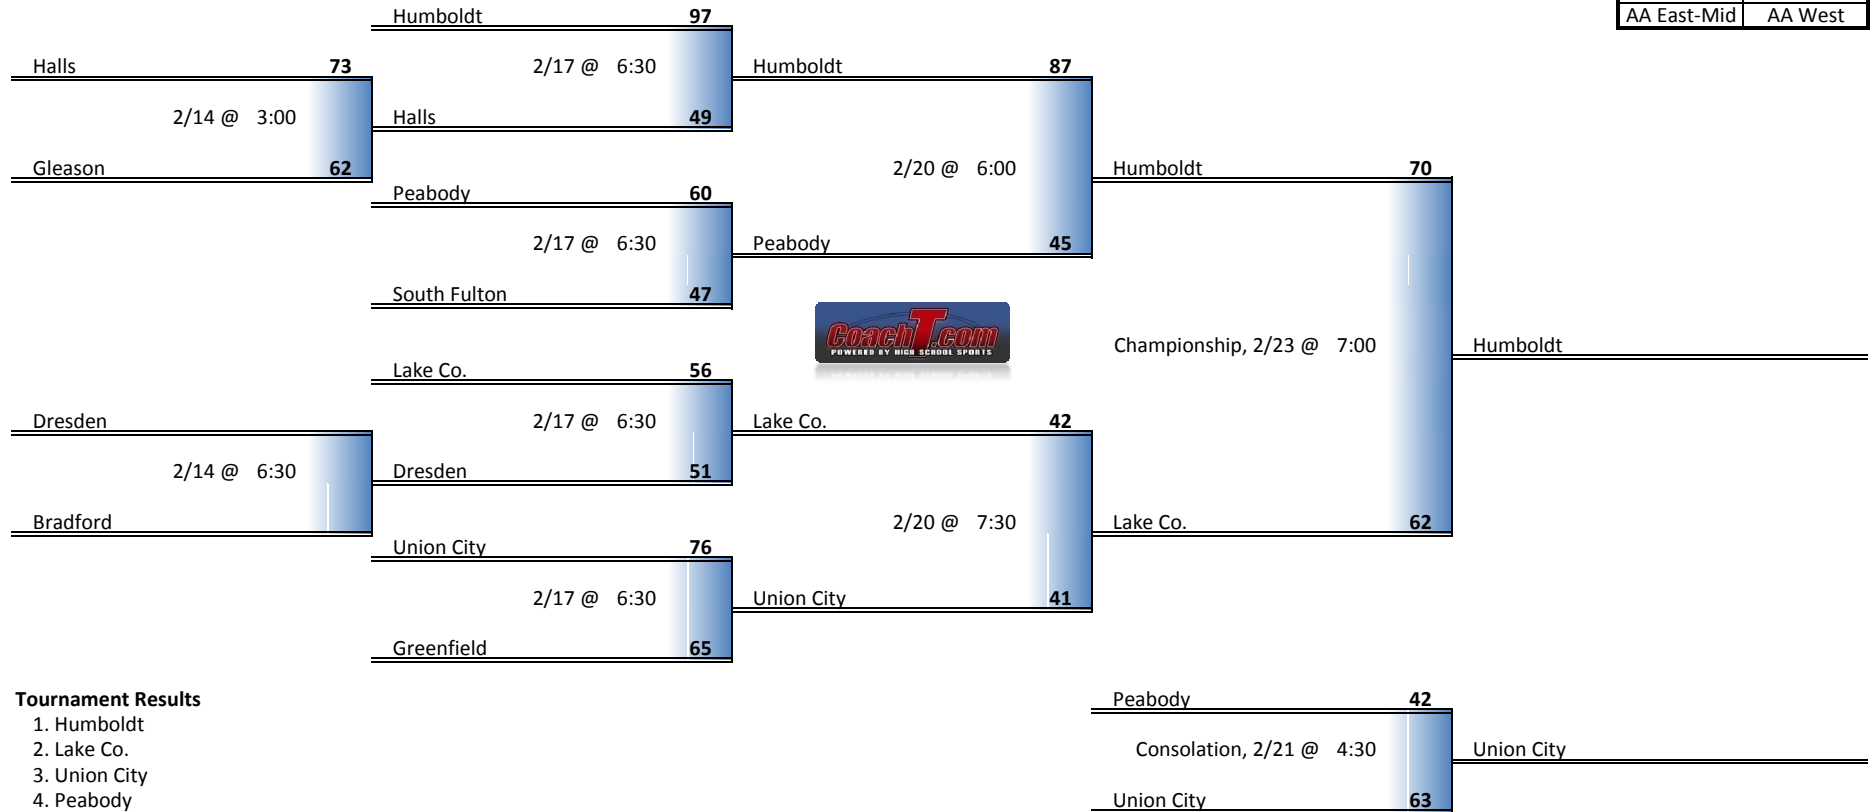 AA East-Mid AA West
Humboldt 97
2/17 @ 6:30
Halls 49
Halls 73
2/14 @ 3:00
Gleason 62
Peabody 60
2/17 @ 6:30
South Fulton 47
Humboldt 87
2/20 @ 6:00
Peabody 45
CoachT.com
POWERED BY HIGH SCHOOL SPORTS
Lake Co. 56
2/17 @ 6:30
Dresden 51
Dresden
2/14 @ 6:30
Bradford
Union City 76
2/17 @ 6:30
Greenfield 65
Lake Co. 42
2/20 @ 7:30
Union City 41
Humboldt 70
Championship, 2/23 @ 7:00
Lake Co. 62
Humboldt
Tournament Results
1. Humboldt
2. Lake Co.
3. Union City
4. Peabody
Peabody 42
Consolation, 2/21 @ 4:30
Union City 63
Union City